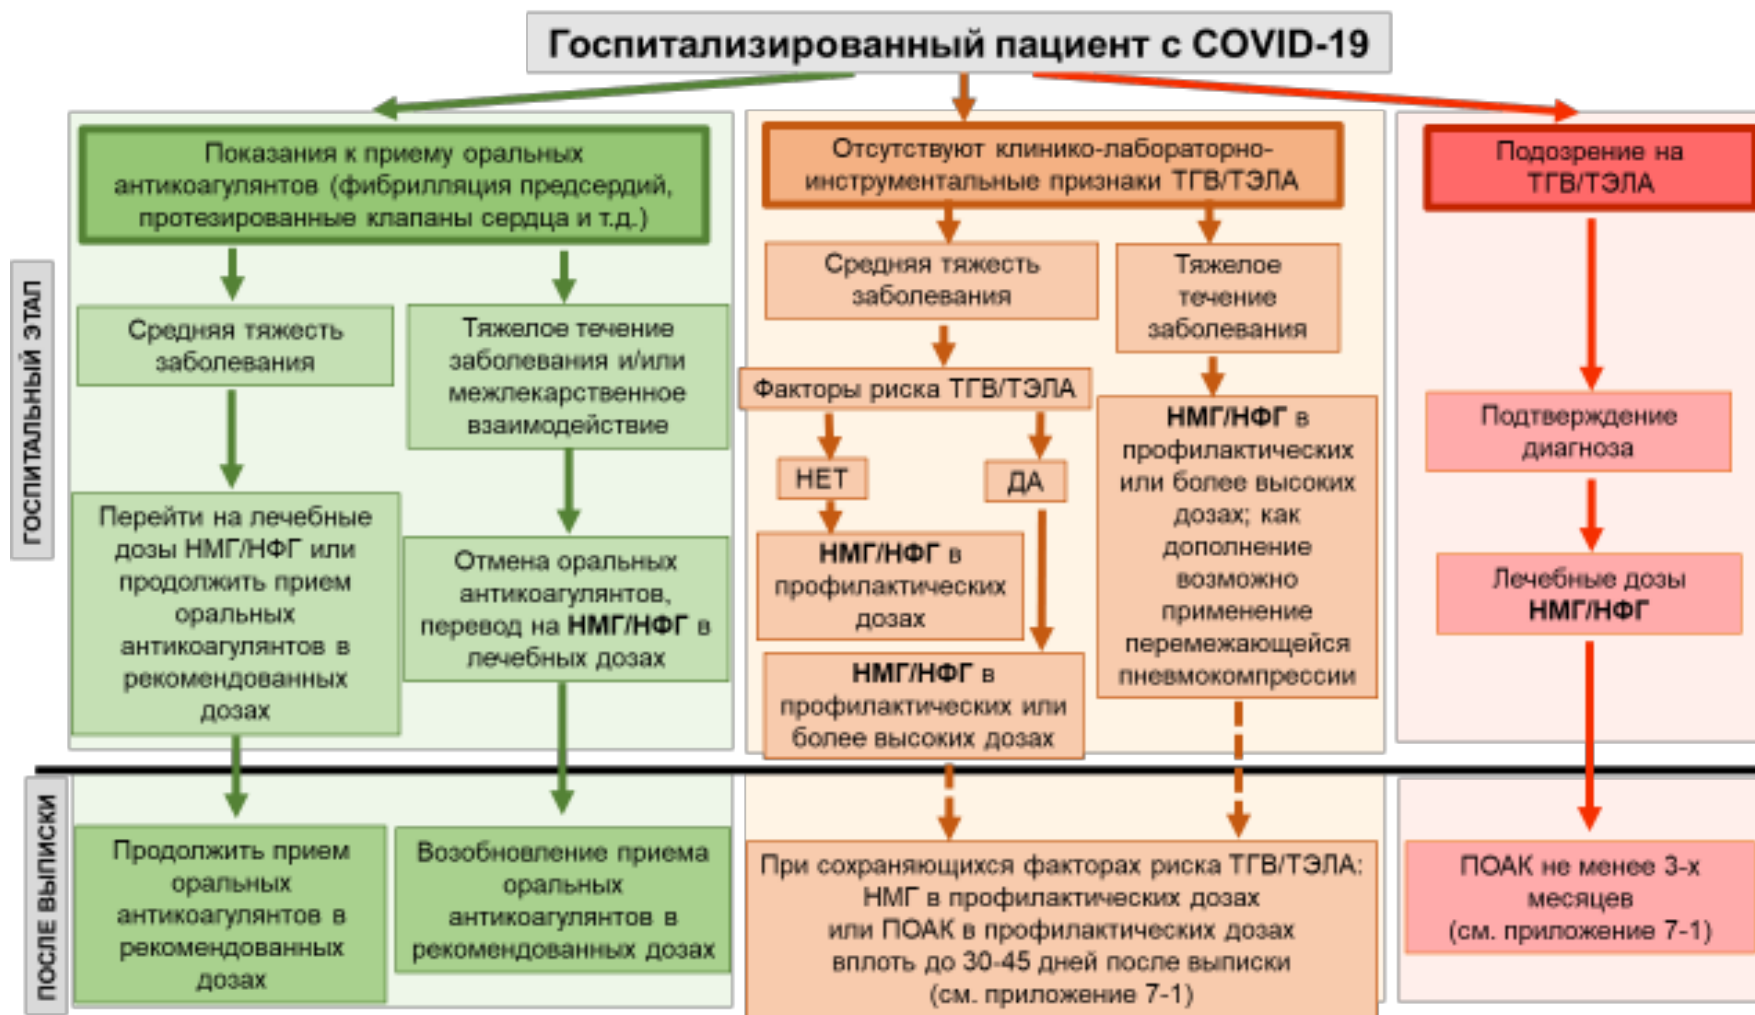 Госпитализированный пациент с COVID-19
ГОСПИТАЛЬНЫЙ ЭТАП
Показания к приему оральных
антикоагулянтов (фибрилляция предсердий,
протезированные клапаны сердца и т.д.)
Средняя тяжесть
заболевания
Перейти на лечебные
дозы НМГ/НФГ или
продолжить прием
оральных
антикоагулянтов в
рекомендованных
дозах
Тяжелое течение
заболевания и/или
межлекарственное
взаимодействие
Отмена оральных
антикоагулянтов,
перевод на НМГ/НФГ в
лечебных дозах
Отсутствуют клинико-лабораторно-
инструментальные признаки ТГВ/ТЭЛА
Средняя тяжесть
заболевания
Факторы риска ТГВ/ТЭЛА
НЕТ
ДА
НМГ/НФГ в
профилактических
дозах
НМГ/НФГ в
профилактических или
более высоких дозах
Тяжелое
течение
заболевания
НМГ/НФГ в
профилактических
или более высоких
дозах; как
дополнение
возможно
применение
перемежающейся
пневмокомпрессии
Подозрение на
ТГВ/ТЭЛА
Подтверждение
диагноза
Лечебные дозы
НМГ/НФГ
ПОСЛЕ ВЫПИСКИ
Продолжить прием
оральных
антикоагулянтов в
рекомендованных
дозах
Возобновление приема
оральных
антикоагулянтов в
рекомендованных дозах
При сохраняющихся факторах риска ТГВ/ТЭЛА:
НМГ в профилактических дозах
или ПОАК в профилактических дозах
вплоть до 30-45 дней после выписки
(см. приложение 7-1)
ПОАК не менее 3-х
месяцев
(см. приложение 7-1)